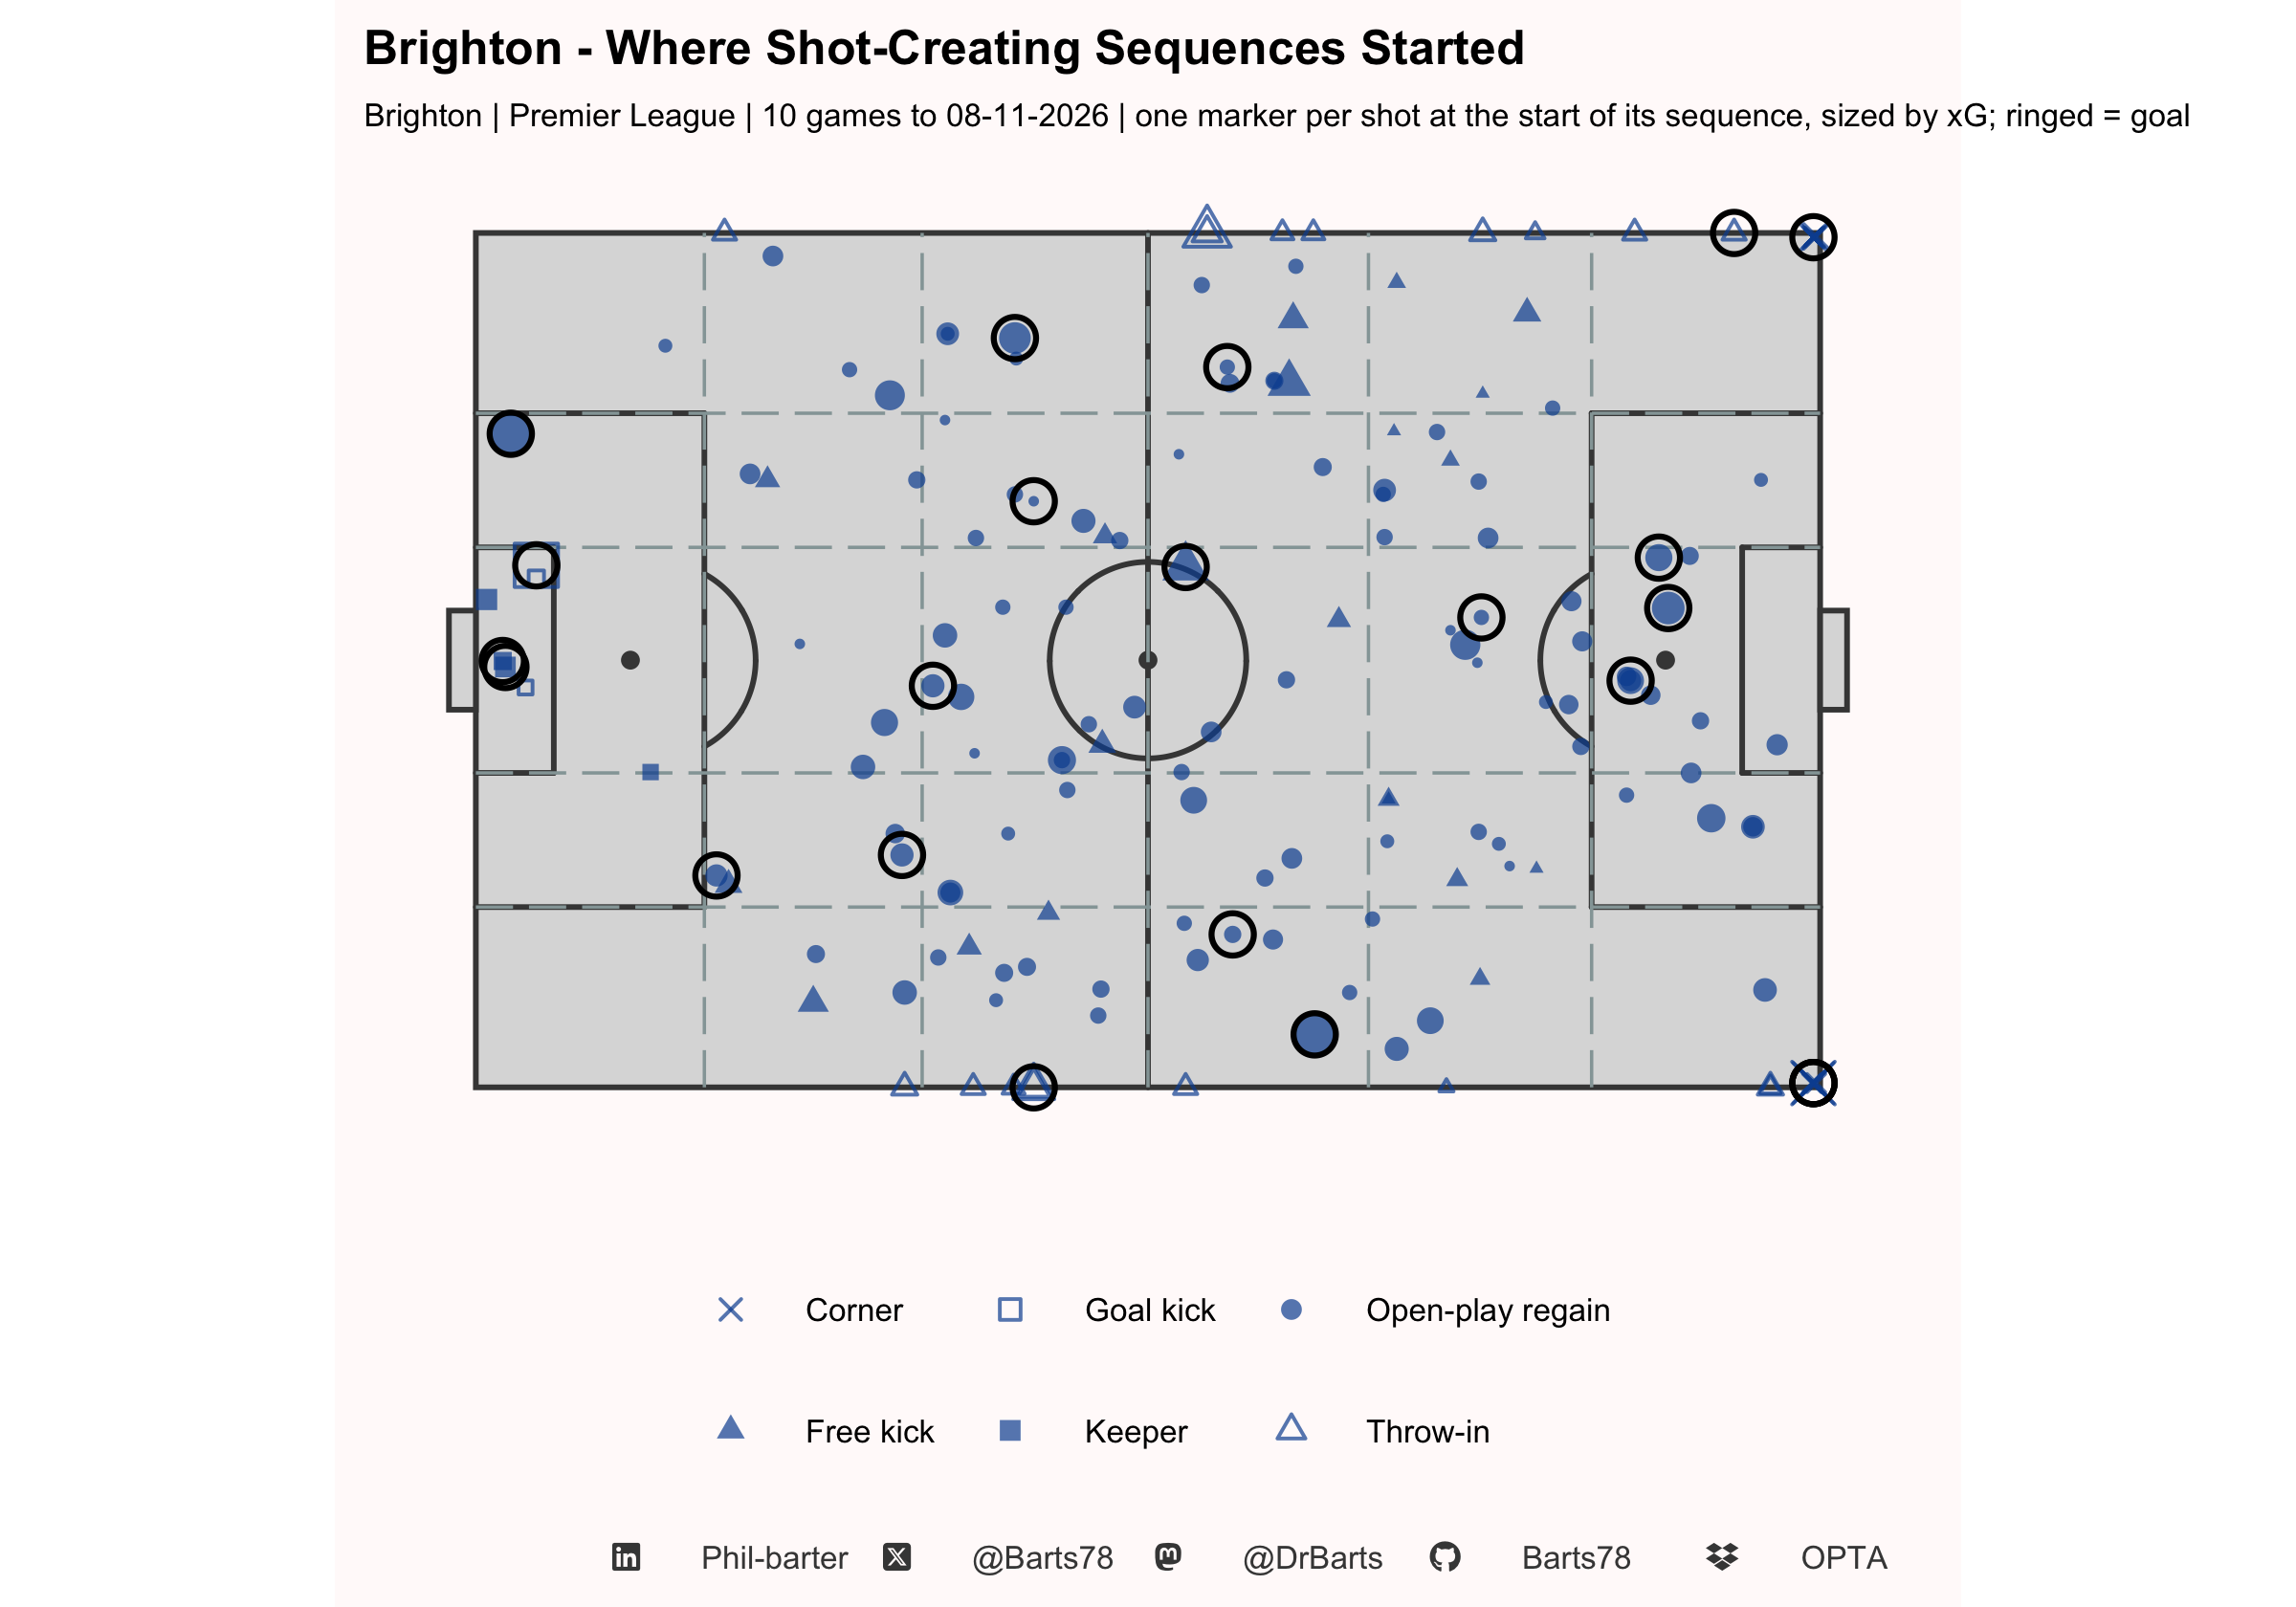 Brighton - Where Shot-Creating Sequences Started
Brighton | Premier League | 10 games to 08-11-2026 | one marker per shot at the start of its sequence, sized by xG; ringed = goal
Corner Goal kick Open-play regain
Free kick Keeper Throw-in
Phil-barter @Barts78 @DrBarts Barts78 OPTA